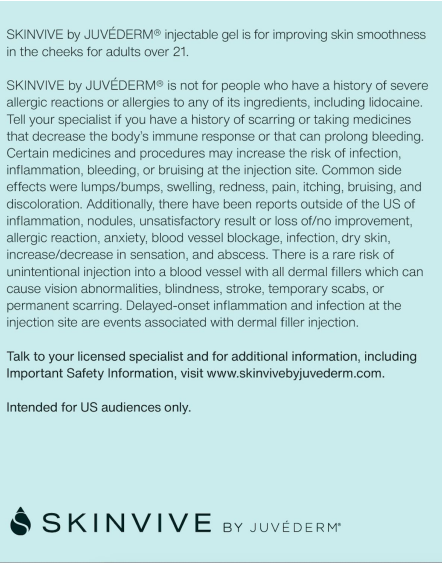 SKINVIVE by JUVÉDERM® injectable gel is for improving skin smoothness
in the cheeks for adults over 21.
SKINVIVE by JUVÉDERM® is not for people who have a history of severe
allergic reactions or allergies to any of its ingredients, including lidocaine.
Tell your specialist if you have a history of scarring or taking medicines
that decrease the body's immune response or that can prolong bleeding.
Certain medicines and procedures may increase the risk of infection,
inflammation, bleeding, or bruising at the injection site. Common side
effects were lumps/bumps, swelling, redness, pain, itching, bruising, and
discoloration. Additionally, there have been reports outside of the US of
inflammation, nodules, unsatisfactory result or loss of/no improvement,
allergic reaction, anxiety, blood vessel blockage, infection, dry skin,
increase/decrease in sensation, and abscess. There is a rare risk of
unintentional injection into a blood vessel with all dermal fillers which can
cause vision abnormalities, blindness, stroke, temporary scabs, or
permanent scarring. Delayed-onset inflammation and infection at the
injection site are events associated with dermal filler injection.
Talk to your licensed specialist and for additional information, including
Important Safety Information, visit www.skinvivebyjuvederm.com.
Intended for US audiences only.
SKINVIVE BY JUVÉDERM®